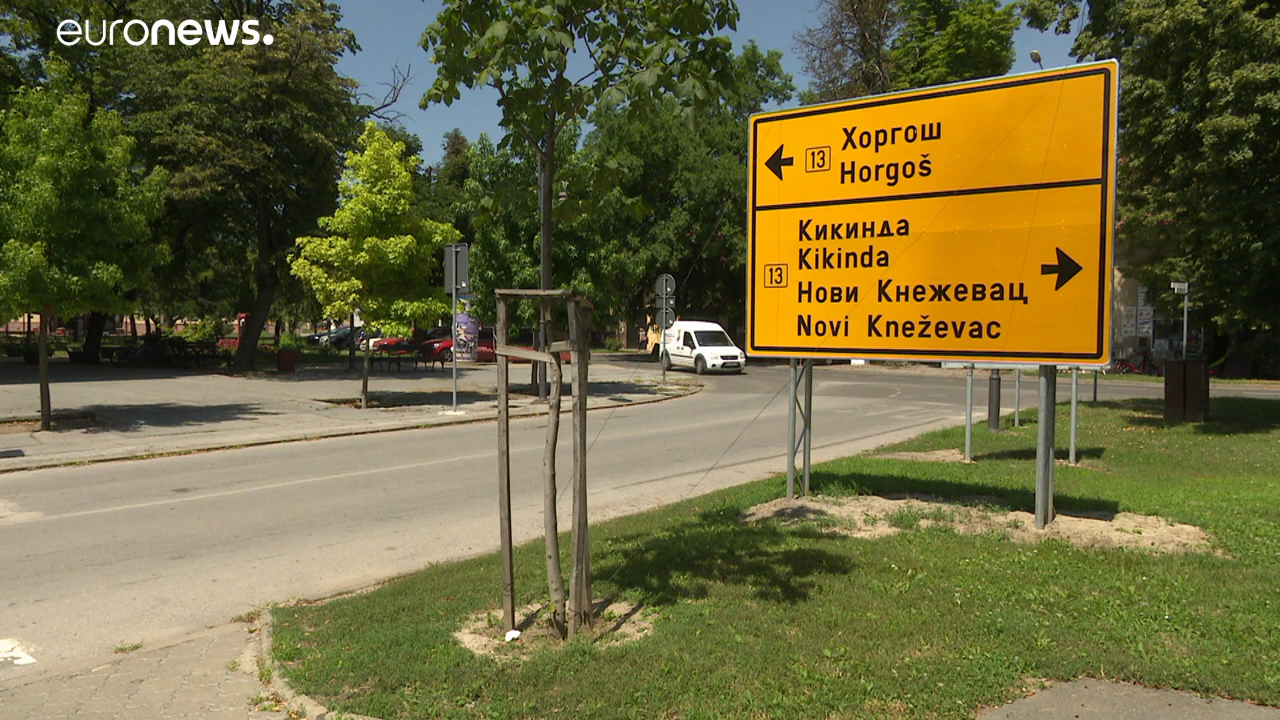 euronews.
Хоргош
13
Horgoš
Кикинда
Kikinda
13
Нови Кнежевац
Novi Kneževac